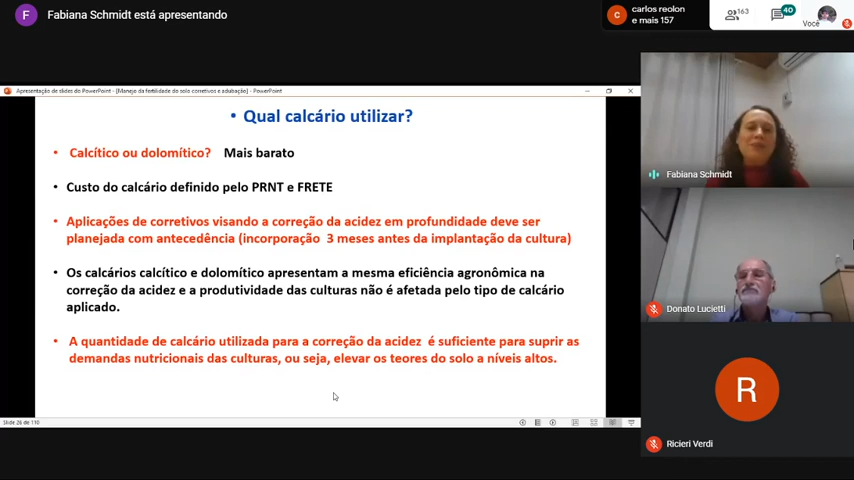 F Fabiana Schmidt está apresentando
C carlos reolon
e mais 157
163
40
Você
Apresentação de slides do PowerPoint - [Manejo da fertilidade do solo corretivos e adubação] - PowerPoint
• Qual calcário utilizar?
• Calcítico ou dolomítico? Mais barato
• Custo do calcário definido pelo PRNT e FRETE
• Aplicações de corretivos visando a correção da acidez em profundidade deve ser
planejada com antecedência (incorporação 3 meses antes da implantação da cultura)
• Os calcários calcítico e dolomítico apresentam a mesma eficiência agronômica na
correção da acidez e a produtividade das culturas não é afetada pelo tipo de calcário
aplicado.
• A quantidade de calcário utilizada para a correção da acidez é suficiente para suprir as
demandas nutricionais das culturas, ou seja, elevar os teores do solo a níveis altos.
Slide 26 de 110
Fabiana Schmidt
Donato Lucietti
R
Ricieri Verdi